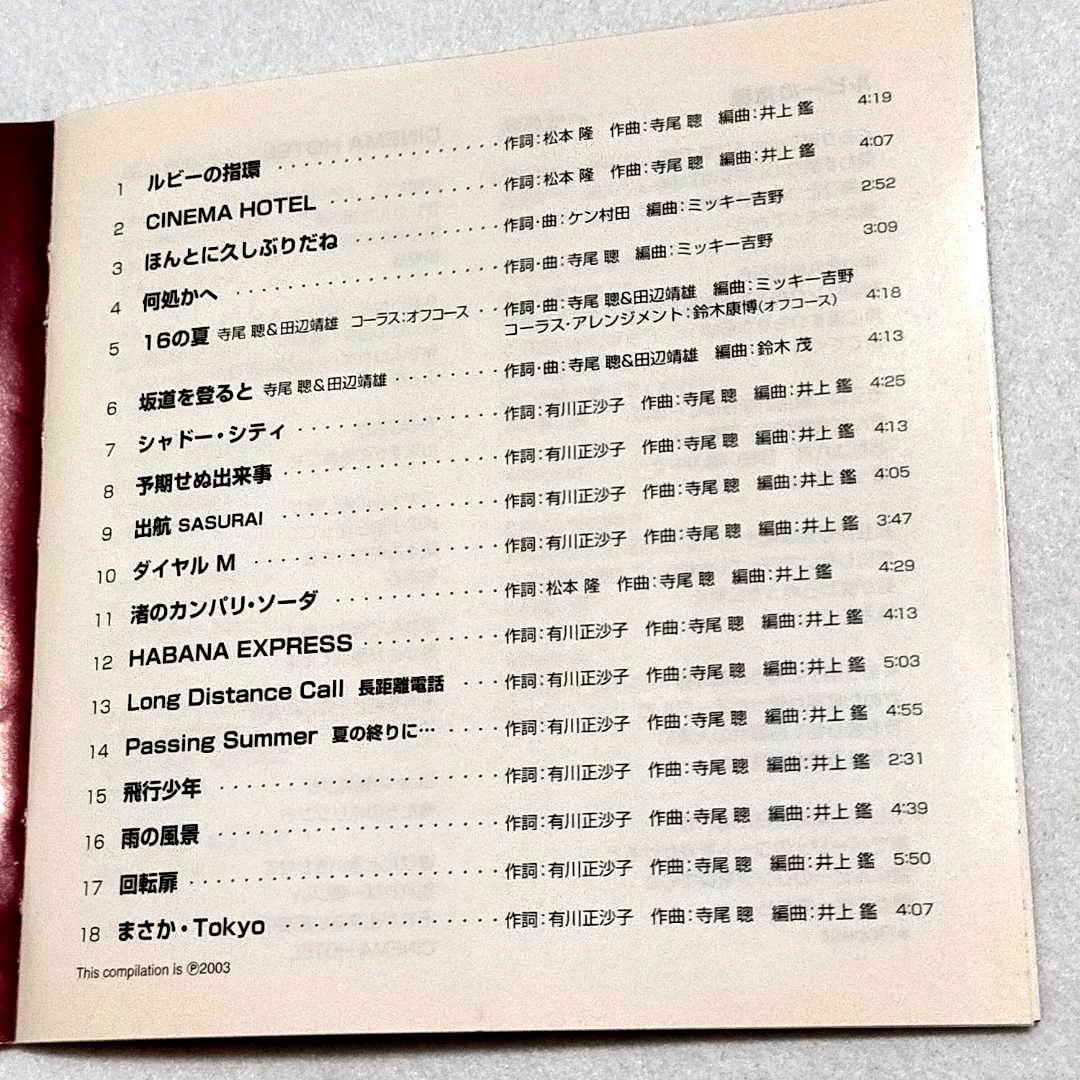 1 ルビーの指環 ・・・・・・・・・・・・・・・・・ 作詞：松本 隆 作曲：寺尾 聰 編曲：井上 鑑 4:19
2 CINEMA HOTEL ・・・・・・・・・・・・・ 作詞：松本 隆 作曲：寺尾 聰 編曲：井上 鑑 4:07
3 ほんとに久しぶりだね ・・・・・・・・・・・ 作詞・曲：ケン村田 編曲：ミッキー吉野 2:52
4 何処かへ ・・・・・・・・・・・・・・・・・・・・ 作詞・曲：寺尾 聰 編曲：ミッキー吉野 3:09
5 16の夏 寺尾 聰＆田辺靖雄 コーラス：オフコース ・・ 作詞・曲：寺尾 聰&田辺靖雄 編曲：ミッキー吉野
コーラス・アレンジメント：鈴木康博(オフコース) 4:18
6 坂道を登ると 寺尾 聰＆田辺靖雄 ・・・・・・・・ 作詞・曲：寺尾 聰&田辺靖雄 編曲：鈴木 茂 4:13
7 シャドー・シティ ・・・・・・・・・・・・・・・ 作詞：有川正沙子 作曲：寺尾 聰 編曲：井上 鑑 4:25
8 予期せぬ出来事 ・・・・・・・・・・・・・・・・ 作詞：有川正沙子 作曲：寺尾 聰 編曲：井上 鑑 4:13
9 出航 SASURAI ・・・・・・・・・・・・・・・・ 作詞：有川正沙子 作曲：寺尾 聰 編曲：井上 鑑 4:05
10 ダイヤル M ・・・・・・・・・・・・・・・・・・ 作詞：有川正沙子 作曲：寺尾 聰 編曲：井上 鑑 3:47
11 渚のカンパリ・ソーダ ・・・・・・・・・・・・ 作詞：松本 隆 作曲：寺尾 聰 編曲：井上 鑑 4:29
12 HABANA EXPRESS ・・・・・・・・・・ 作詞：有川正沙子 作曲：寺尾 聰 編曲：井上 鑑 4:13
13 Long Distance Call 長距離電話 ・・・ 作詞：有川正沙子 作曲：寺尾 聰 編曲：井上 鑑 5:03
14 Passing Summer 夏の終りに… ・・・・ 作詞：有川正沙子 作曲：寺尾 聰 編曲：井上 鑑 4:55
15 飛行少年 ・・・・・・・・・・・・・・・・・・・・ 作詞：有川正沙子 作曲：寺尾 聰 編曲：井上 鑑 2:31
16 雨の風景 ・・・・・・・・・・・・・・・・・・・・ 作詞：有川正沙子 作曲：寺尾 聰 編曲：井上 鑑 4:39
17 回転扉 ・・・・・・・・・・・・・・・・・・・・・・ 作詞：有川正沙子 作曲：寺尾 聰 編曲：井上 鑑 5:50
18 まさか・Tokyo ・・・・・・・・・・・・・・・ 作詞：有川正沙子 作曲：寺尾 聰 編曲：井上 鑑 4:07
This compilation is ℗2003